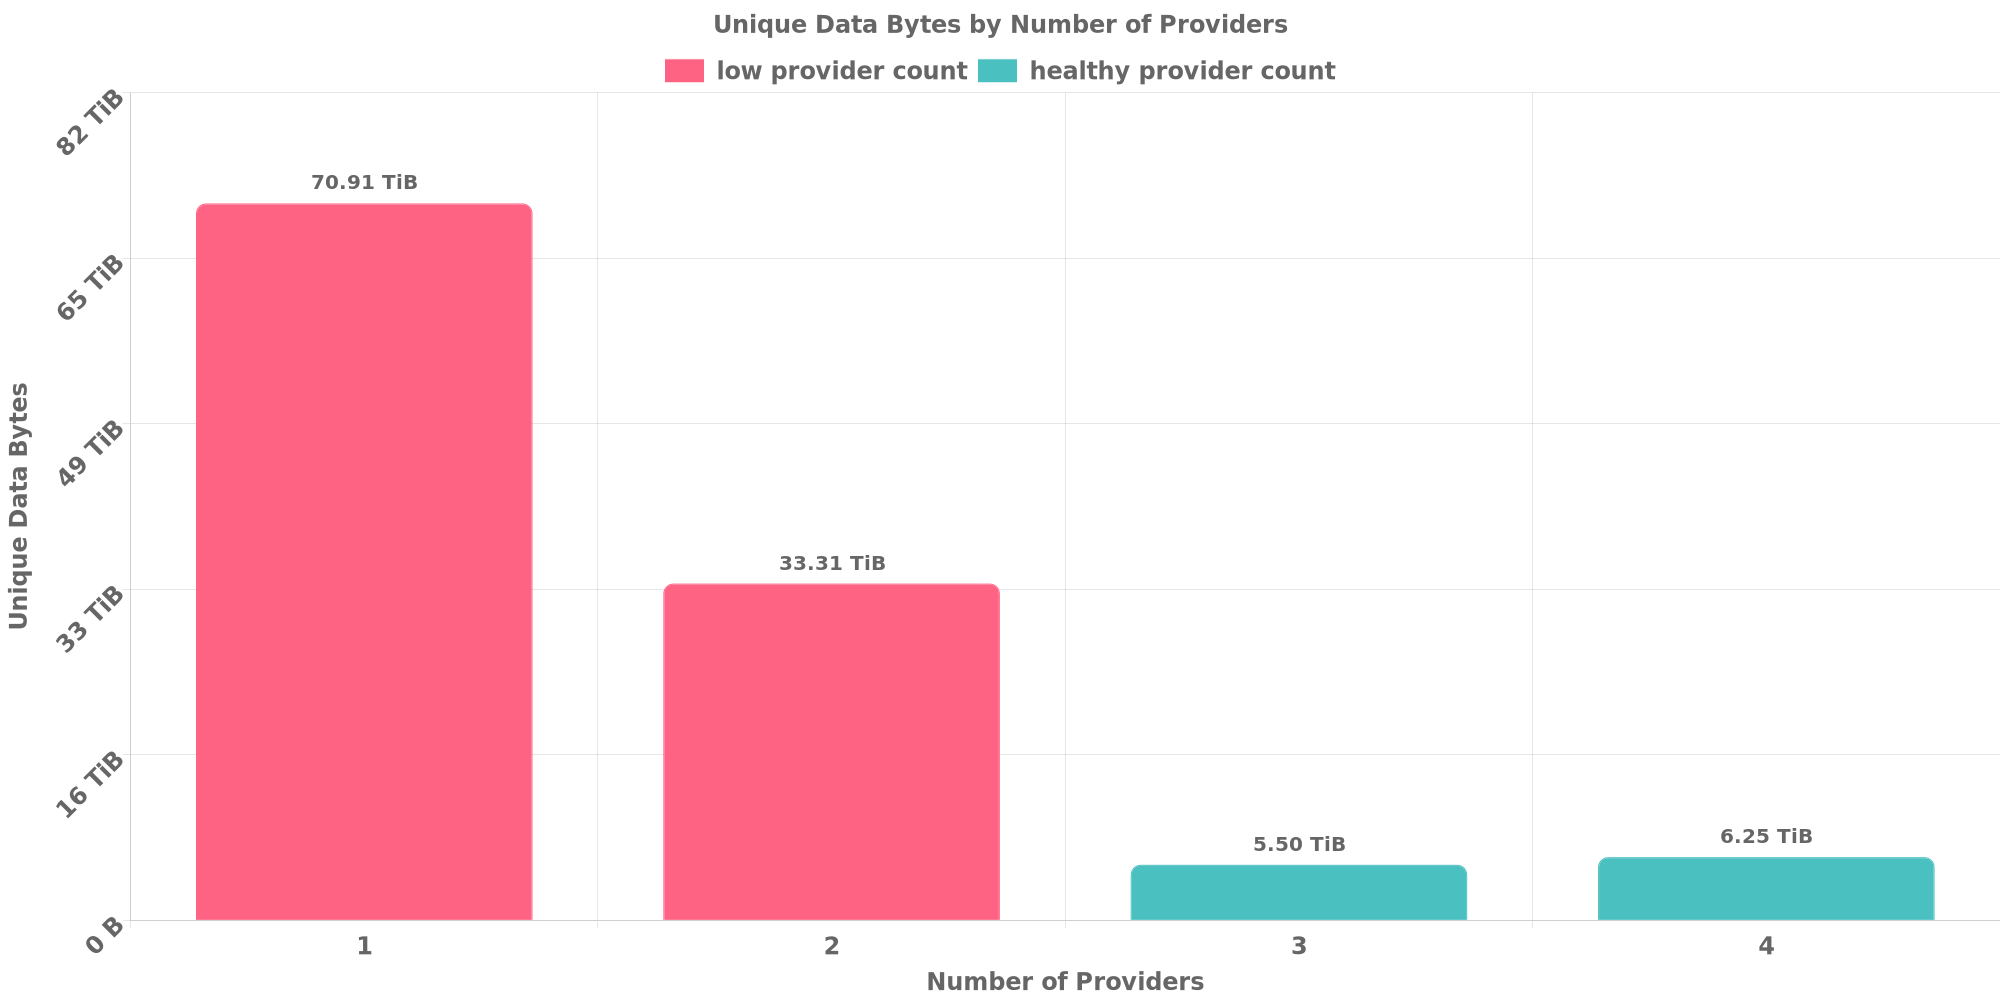 Unique Data Bytes by Number of Providers
low provider count healthy provider count
82 TiB
65 TiB
49 TiB
33 TiB
16 TiB
0 B
Unique Data Bytes
70.91 TiB
33.31 TiB
5.50 TiB
6.25 TiB
1 2 3 4
Number of Providers